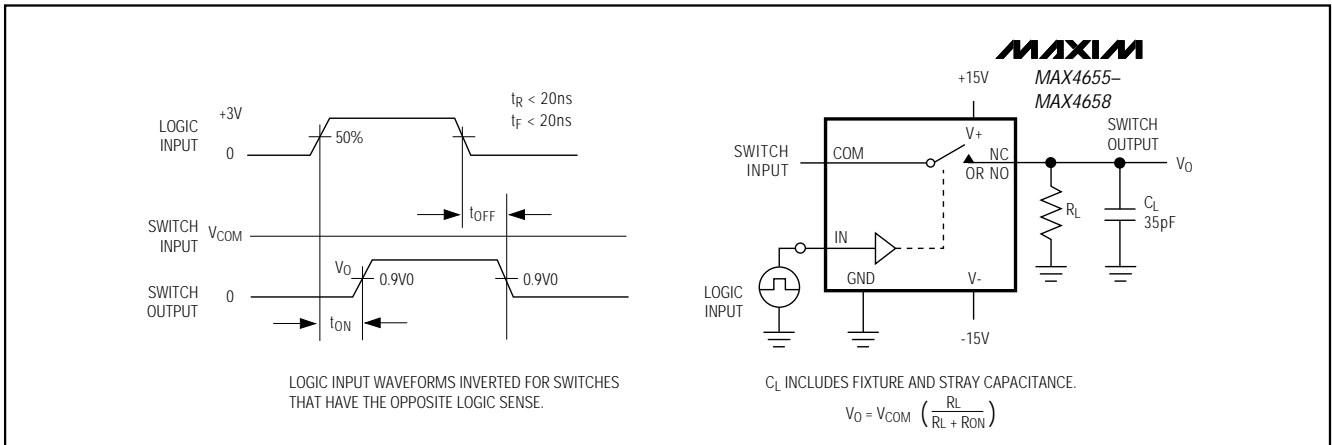 +3V
LOGIC
INPUT
0
50%
tR < 20ns
tF < 20ns
tOFF
SWITCH
INPUT
VCOM
VO
0.9V0
0.9V0
SWITCH
OUTPUT
0
tON
LOGIC INPUT WAVEFORMS INVERTED FOR SWITCHES
THAT HAVE THE OPPOSITE LOGIC SENSE.
MAXIM
MAX4655–
MAX4658
+15V
V+
SWITCH
INPUT
COM
NC
OR NO
SWITCH
OUTPUT
VO
RL
CL
35pF
IN
GND
V-
LOGIC
INPUT
-15V
CL INCLUDES FIXTURE AND STRAY CAPACITANCE.
VO = VCOM ( RL / RL + RON )